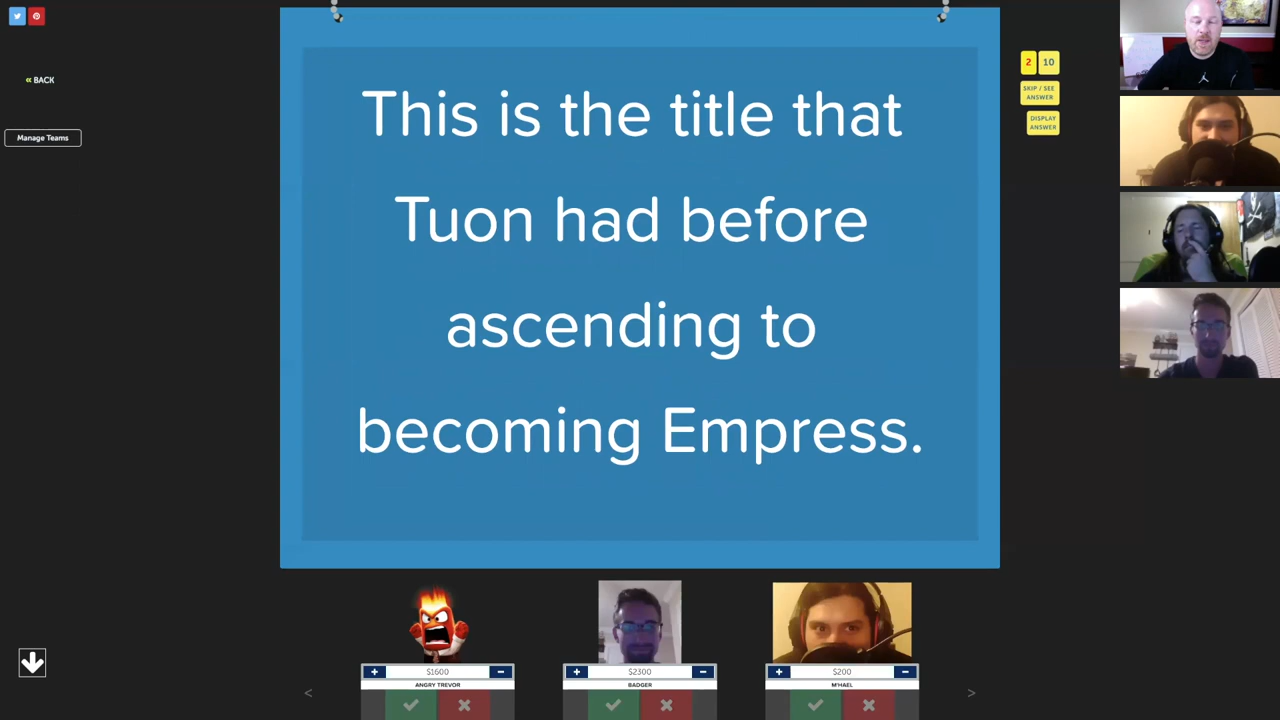 « BACK
Manage Teams
This is the title that
Tuon had before
ascending to
becoming Empress.
2 10
SKIP / SEE
ANSWER
DISPLAY
ANSWER
+ $1600 −
ANGRY TREVOR
+ $2300 −
BADGER
+ $200 −
M'HAEL
< >